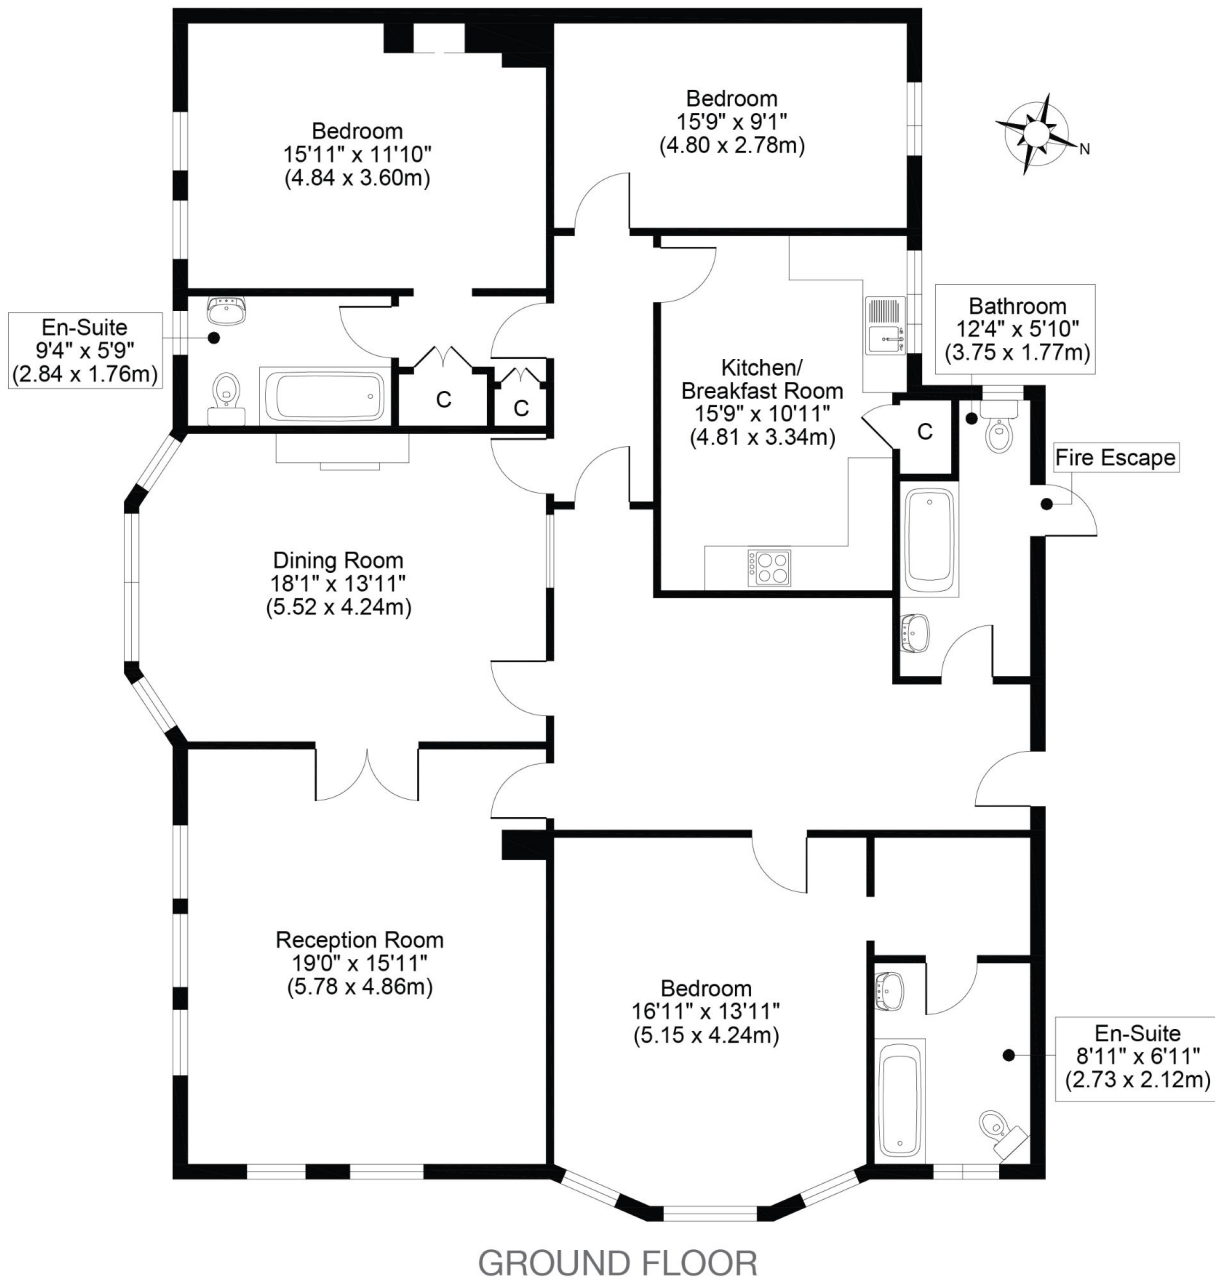 Bedroom
15'11" x 11'10"
(4.84 x 3.60m)
Bedroom
15'9" x 9'1"
(4.80 x 2.78m)
N
En-Suite
9'4" x 5'9"
(2.84 x 1.76m)
Bathroom
12'4" x 5'10"
(3.75 x 1.77m)
Kitchen/
Breakfast Room
15'9" x 10'11"
(4.81 x 3.34m)
C
C
C
Fire Escape
Dining Room
18'1" x 13'11"
(5.52 x 4.24m)
Reception Room
19'0" x 15'11"
(5.78 x 4.86m)
Bedroom
16'11" x 13'11"
(5.15 x 4.24m)
En-Suite
8'11" x 6'11"
(2.73 x 2.12m)
GROUND FLOOR